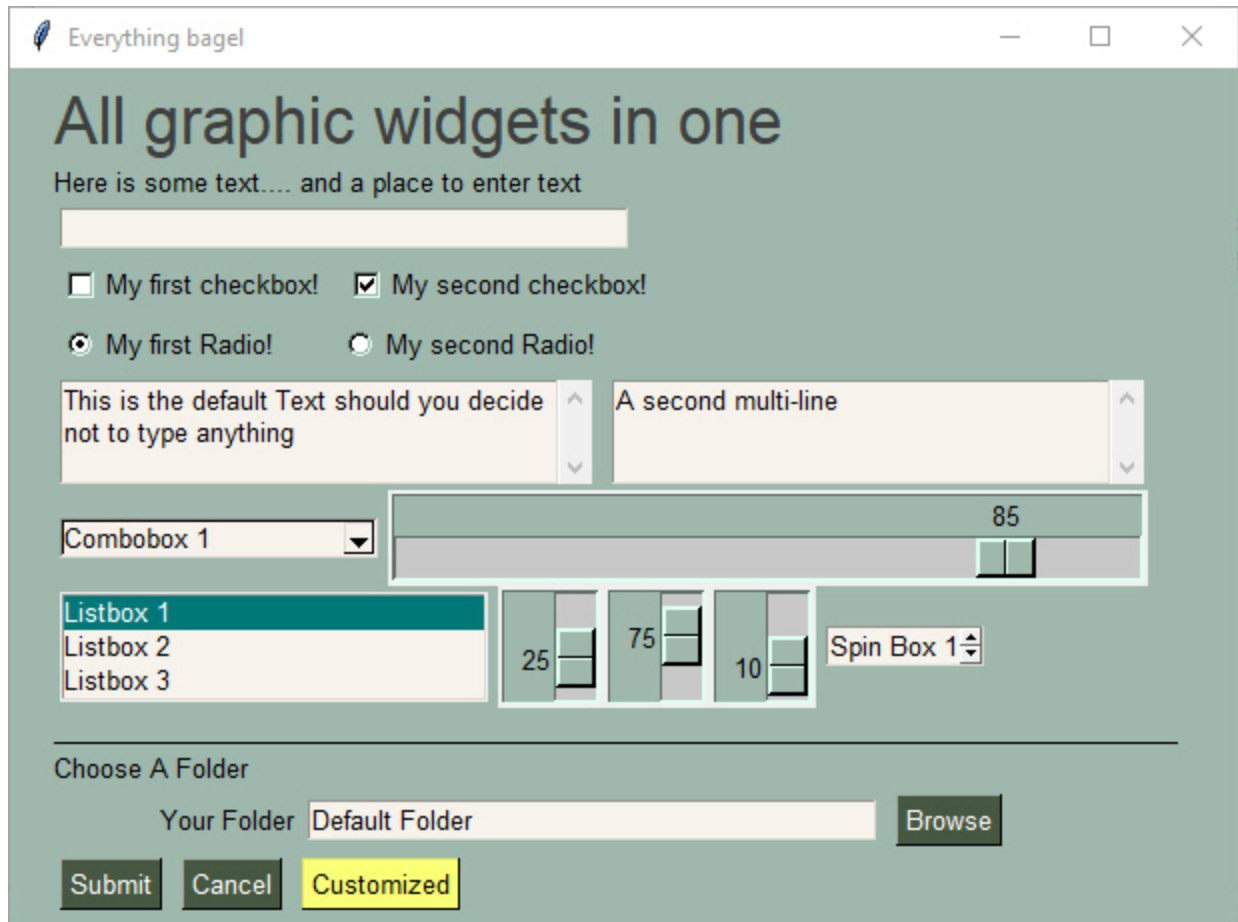 Everything bagel
All graphic widgets in one
Here is some text.... and a place to enter text
My first checkbox! My second checkbox!
My first Radio! My second Radio!
This is the default Text should you decide
not to type anything
A second multi-line
Combobox 1
85
Listbox 1
Listbox 2
Listbox 3
25
75
10
Spin Box 1
Choose A Folder
Your Folder Default Folder Browse
Submit Cancel Customized